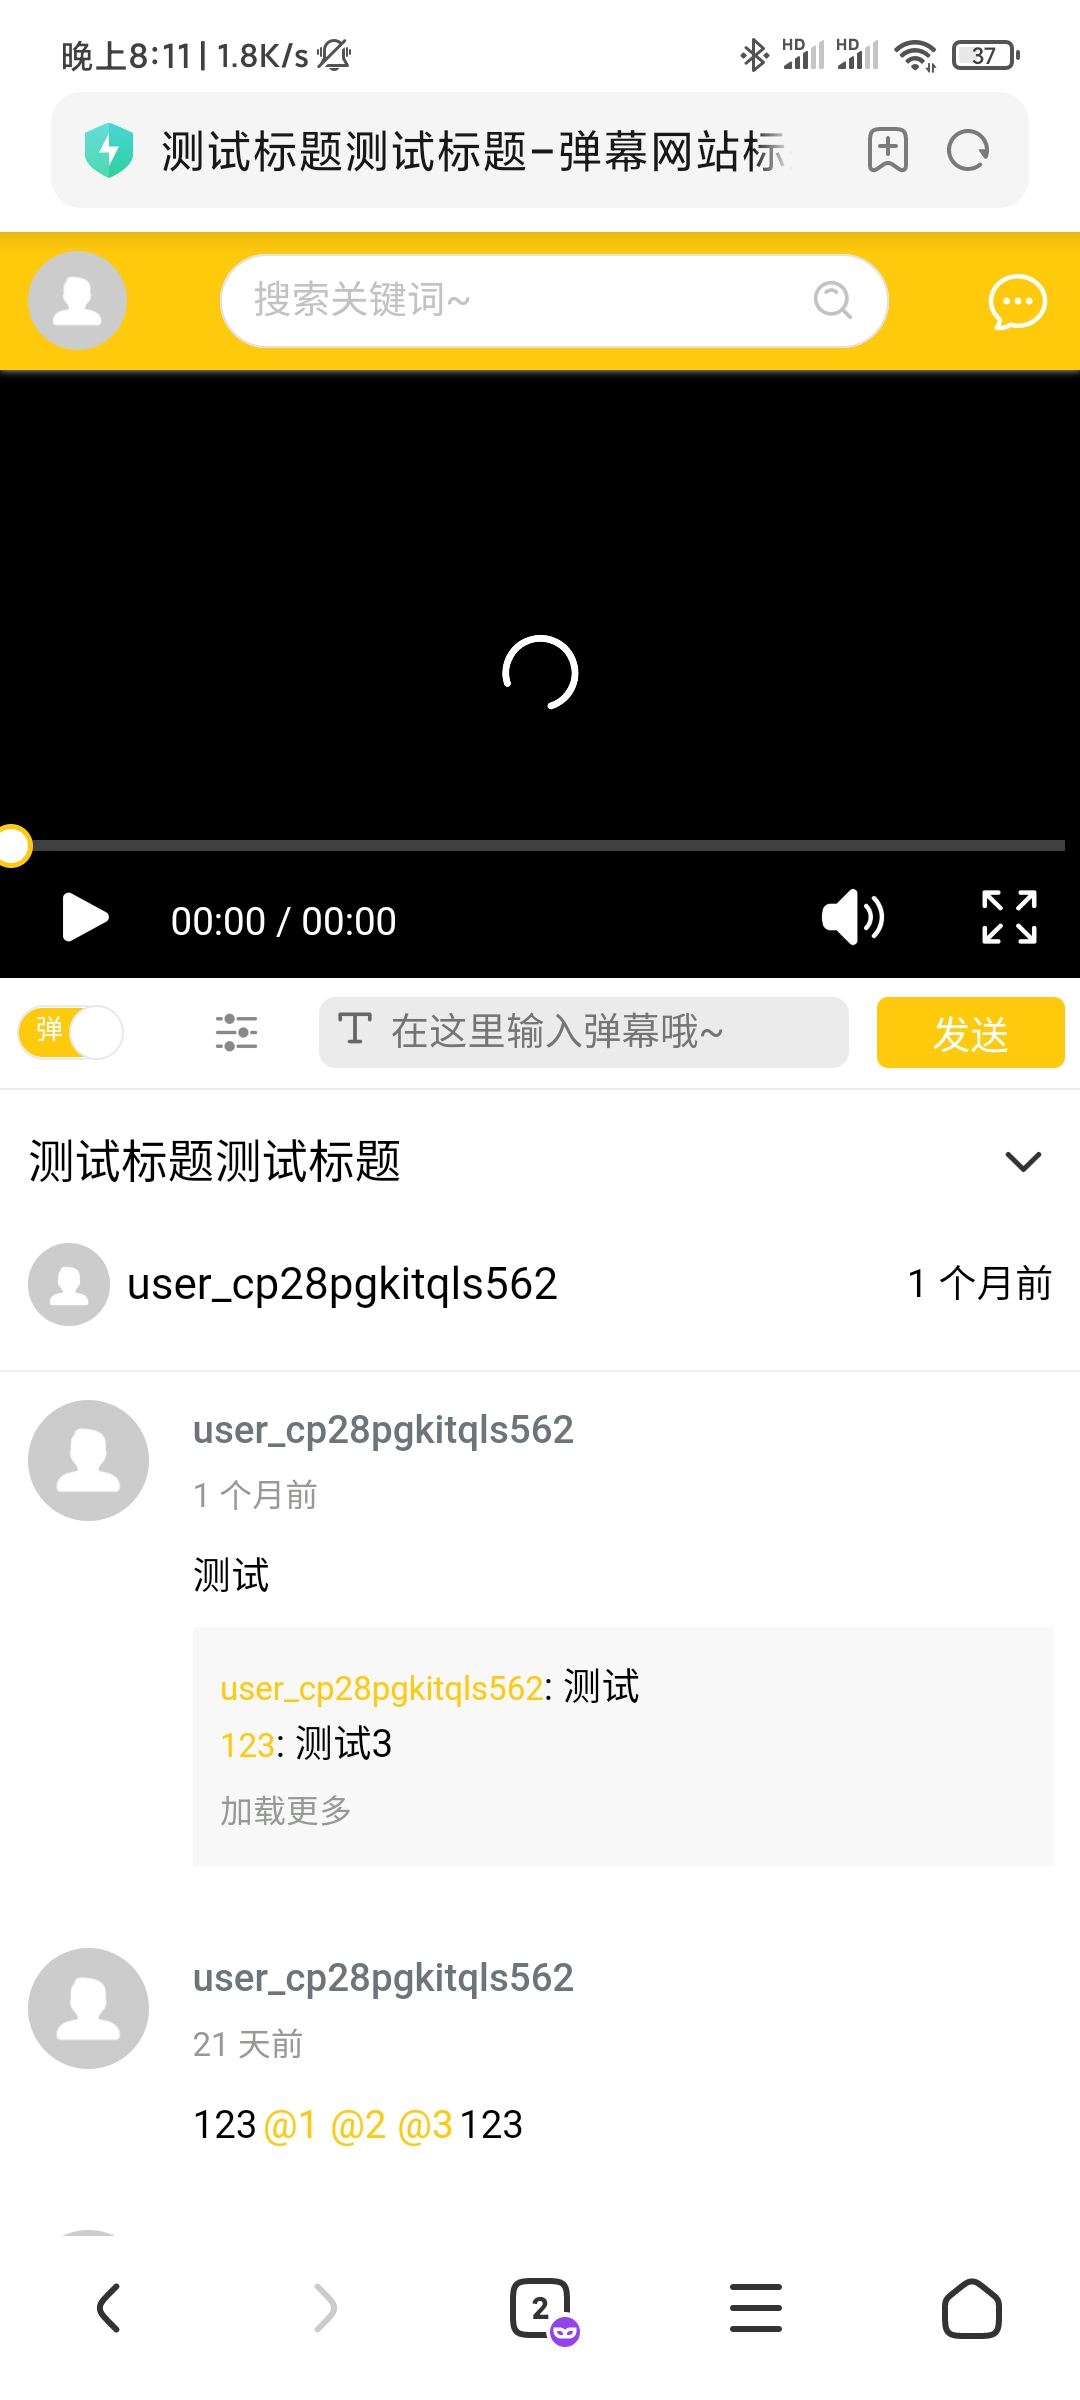 晚上8:11 | 1.8K/s
HD HD 37
测试标题测试标题-弹幕网站标
搜索关键词~
00:00 / 00:00
弹 在这里输入弹幕哦~ 发送
测试标题测试标题
user_cp28pgkitqls562 1 个月前
user_cp28pgkitqls562
1 个月前
测试
user_cp28pgkitqls562: 测试
123: 测试3
加载更多
user_cp28pgkitqls562
21 天前
123 @1 @2 @3 123
2